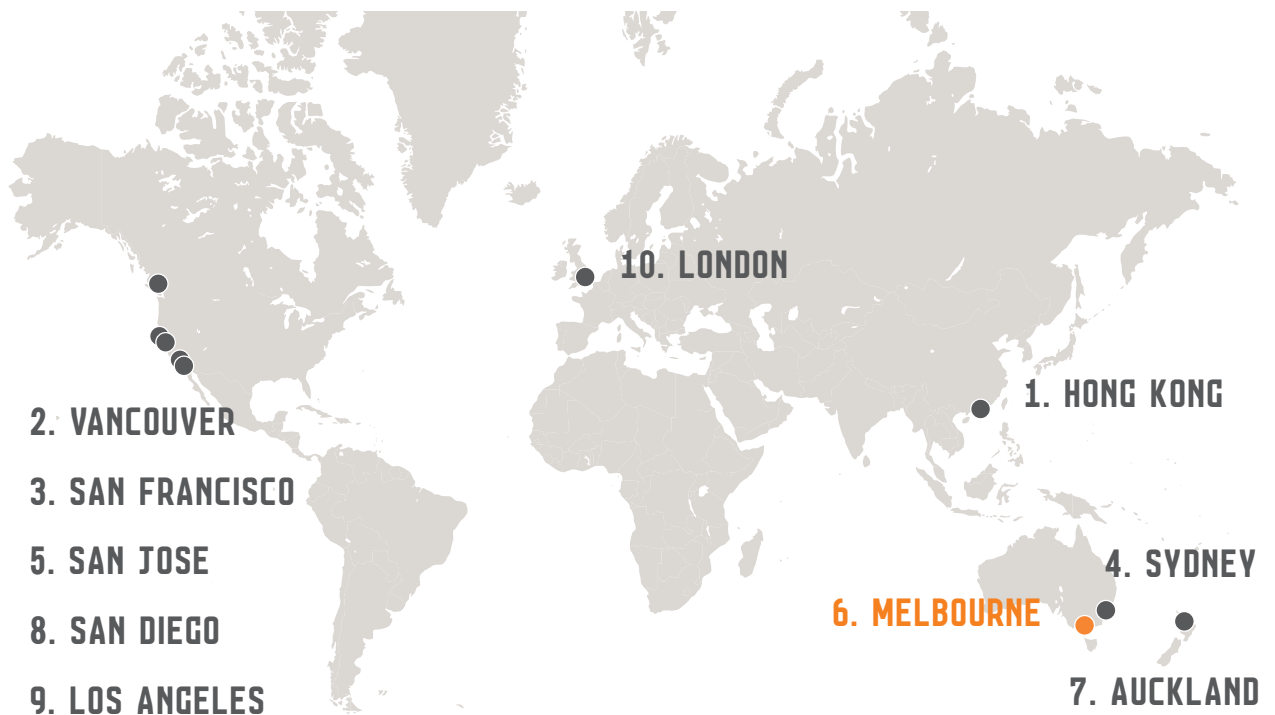 10. LONDON
1. HONG KONG
2. VANCOUVER
3. SAN FRANCISCO
4. SYDNEY
5. SAN JOSE
6. MELBOURNE
8. SAN DIEGO
7. AUCKLAND
9. LOS ANGELES